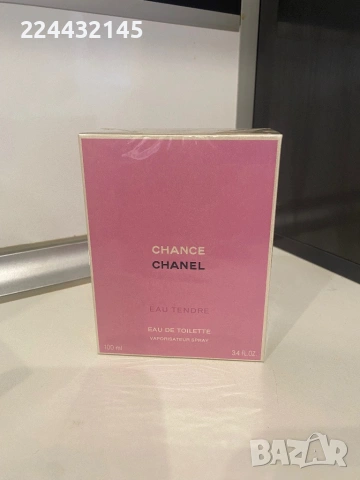 224432145
CHANCE
CHANEL
EAU TENDRE
EAU DE TOILETTE
VAPORISATEUR SPRAY
100 ml
3.4 FL. OZ
BAZAR
bg